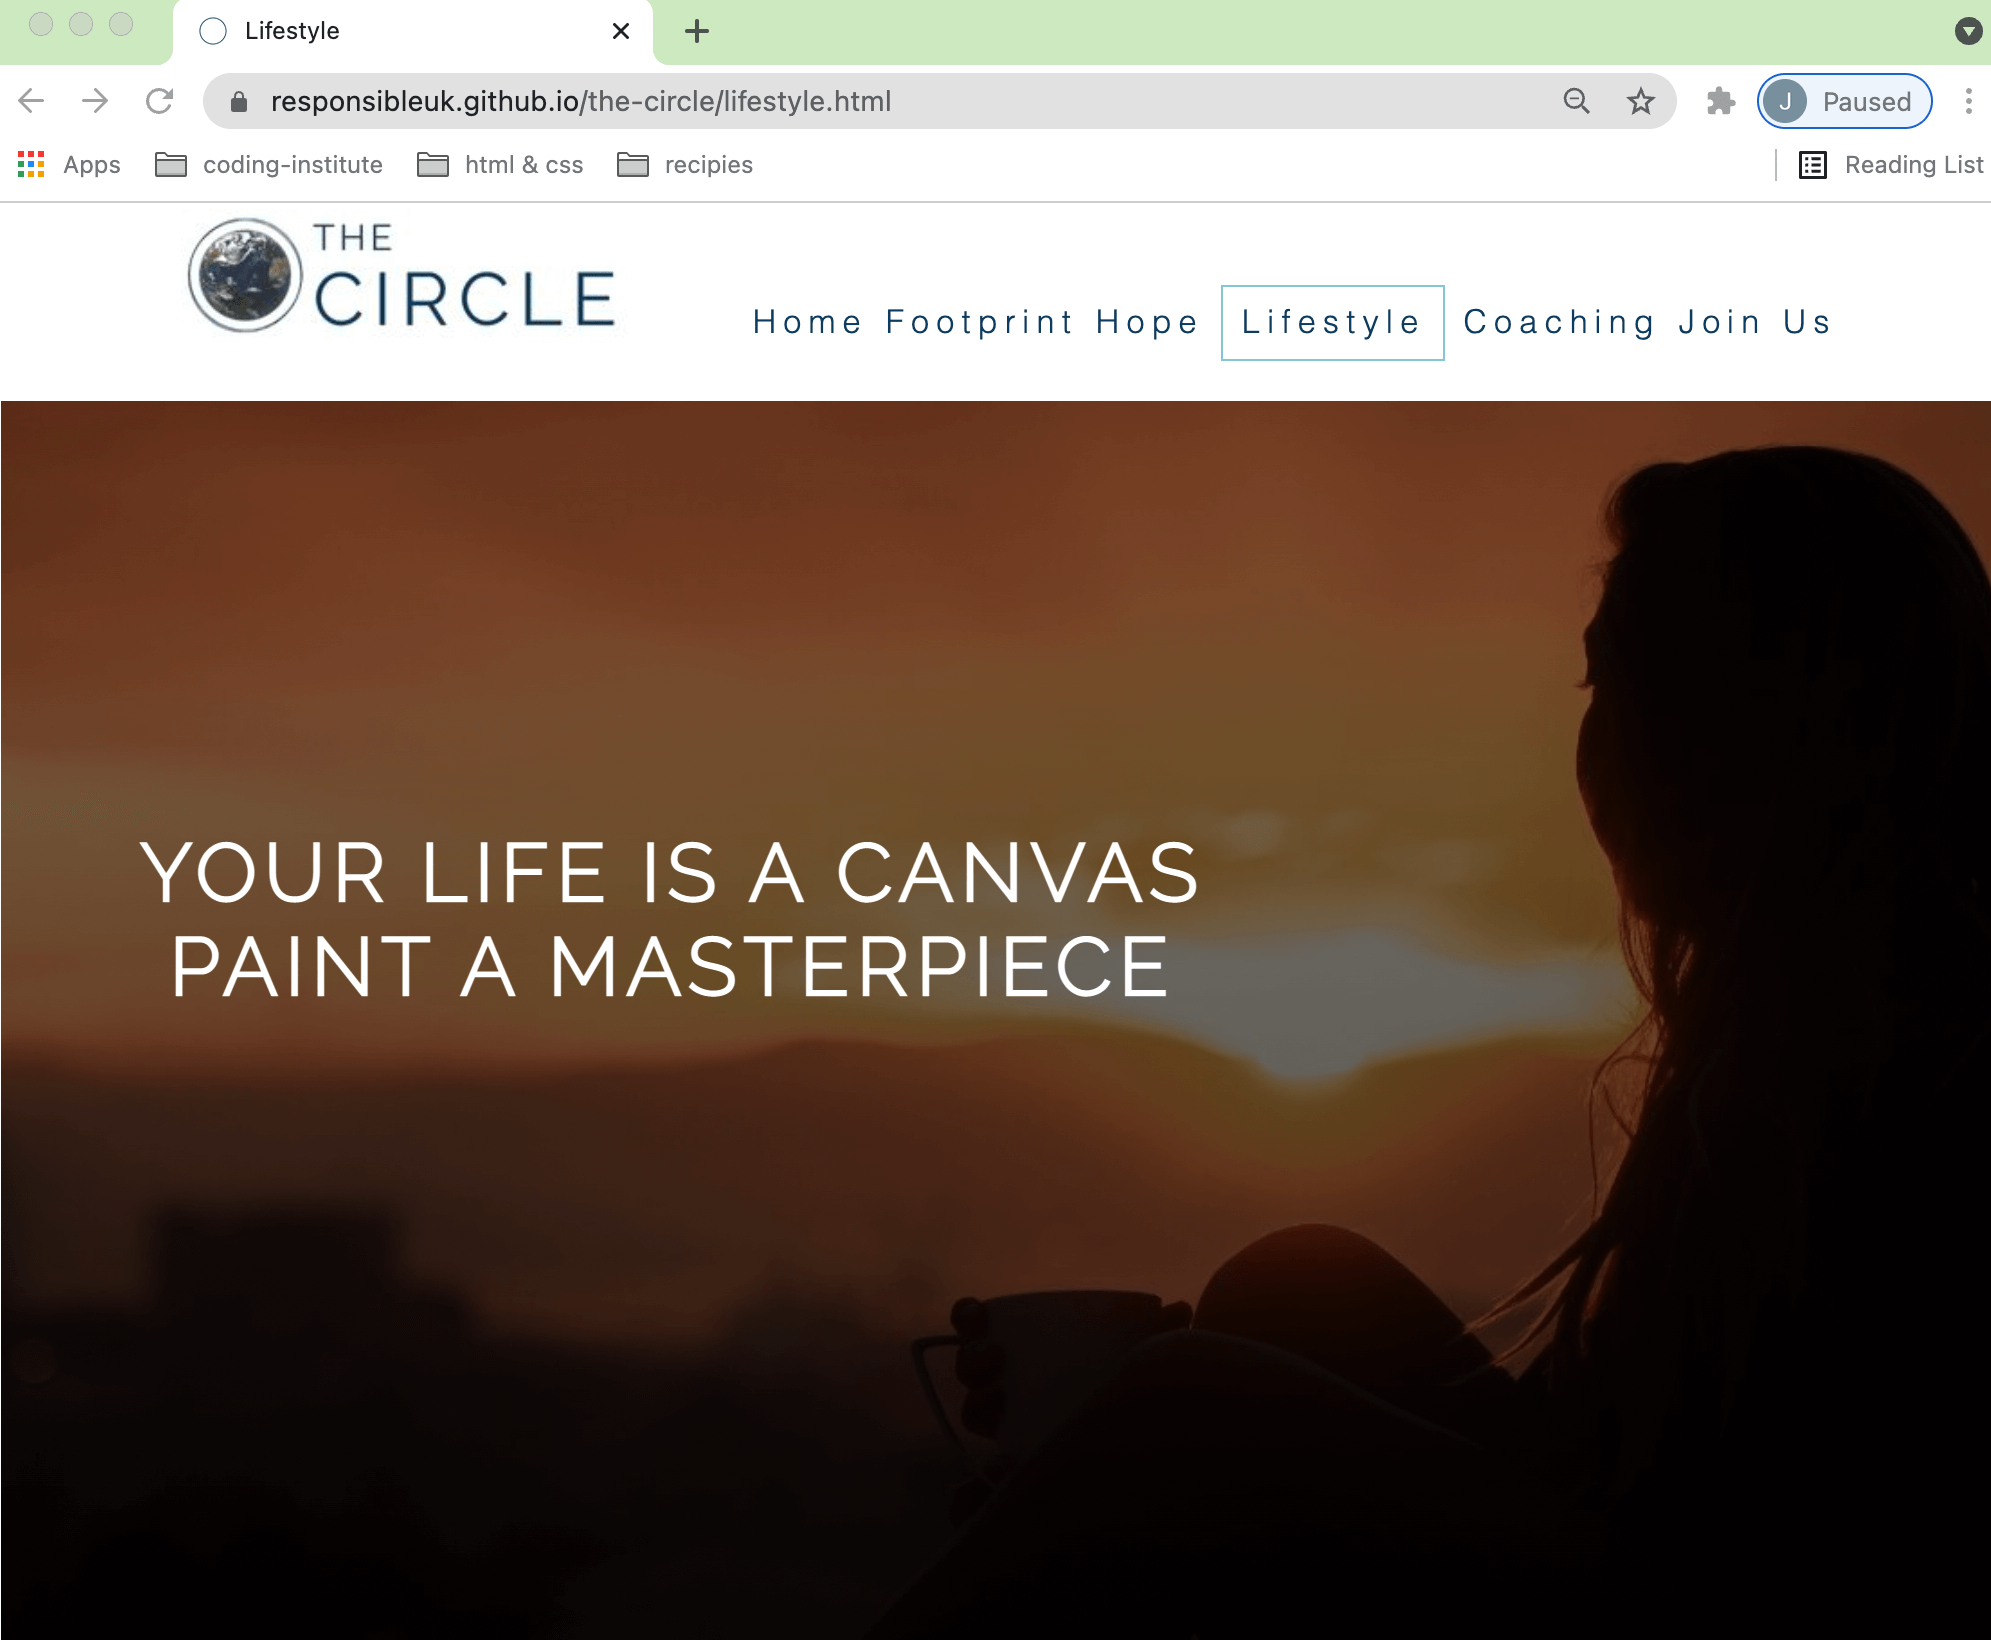 Lifestyle
responsibleuk.github.io/the-circle/lifestyle.html
J Paused
Apps coding-institute html & css recipies Reading List
THE
CIRCLE
Home Footprint Hope Lifestyle Coaching Join Us
YOUR LIFE IS A CANVAS
PAINT A MASTERPIECE